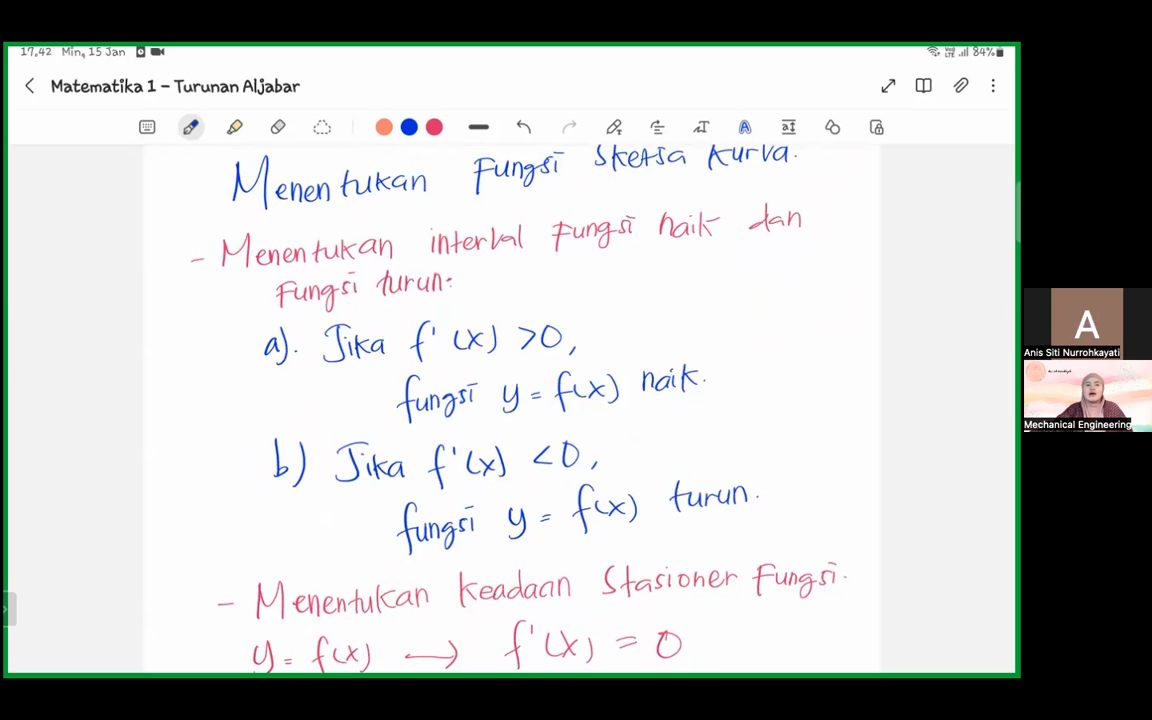 17.42 Min, 15 Jan
84%
Matematika 1 – Turunan Aljabar
Menentukan Fungsi Sketsa Kurva.
- Menentukan interval Fungsi naik dan
Fungsi turun:
a). Jika f'(x) >0,
fungsi y = f(x) naik.
b) Jika f'(x) <0,
fungsi y = f(x) turun.
- Menentukan keadaan Stasioner Fungsi.
y = f(x) → f'(x) = 0
A
Anis Siti Nurrohkayati
Mechanical Engineering